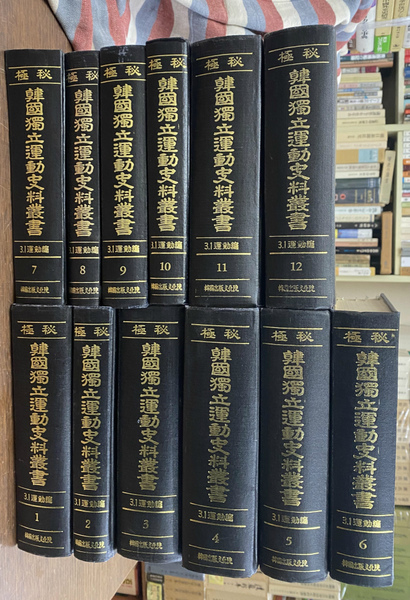 極秘
韓國獨立運動史料叢書
3.1運動編
7
極秘
韓國獨立運動史料叢書
3.1運動編
8
極秘
韓國獨立運動史料叢書
3.1運動編
9
極秘
韓國獨立運動史料叢書
3.1運動編
10
極秘
韓國獨立運動史料叢書
3.1運動編
11
極秘
韓國獨立運動史料叢書
3.1運動編
12
極秘
韓國獨立運動史料叢書
3.1運動編
1
極秘
韓國獨立運動史料叢書
3.1運動編
2
極秘
韓國獨立運動史料叢書
3.1運動編
3
極秘
韓國獨立運動史料叢書
3.1運動編
4
極秘
韓國獨立運動史料叢書
3.1運動編
5
極秘
韓國獨立運動史料叢書
3.1運動編
6